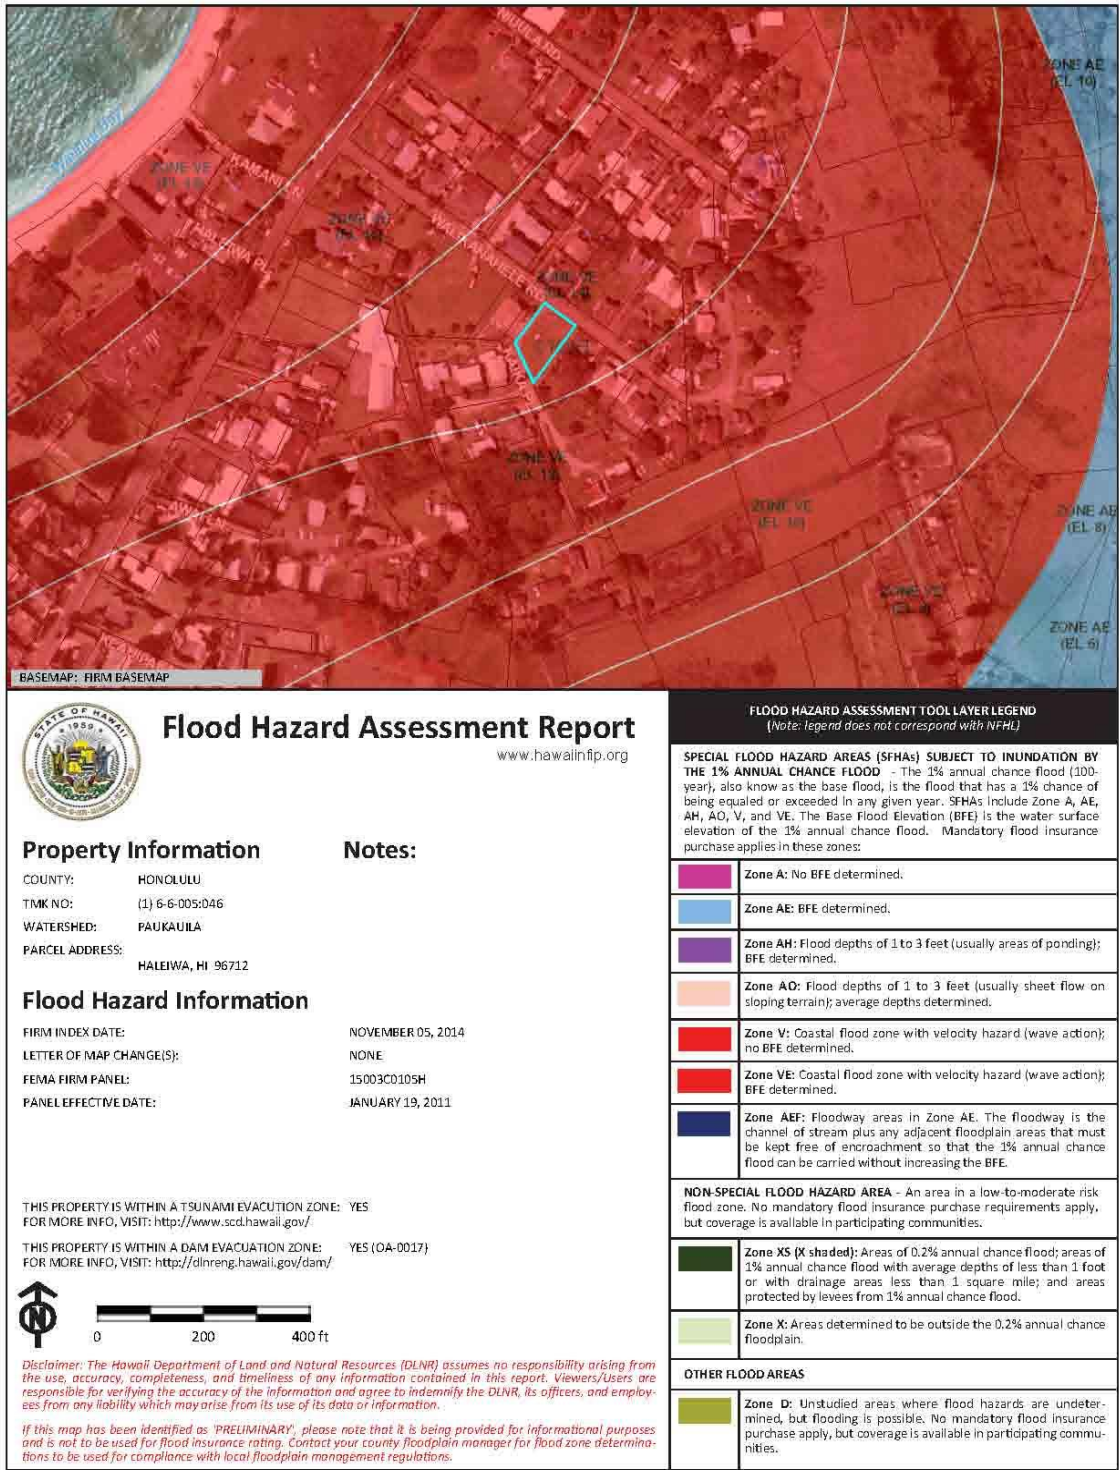 ZONE AE
(EL 10)
ZONE VE
ZONE VE
ZONE VE
ZONE VE
(EL 10)
ZONE VE
ZONE AE
(EL 8)
ZONE AE
(EL 6)
BASEMAP: FIRM BASEMAP
STATE OF HAWAII
1959
Flood Hazard Assessment Report
www.hawaiinfip.org
Property Information
Notes:
COUNTY: HONOLULU
TMK NO: (1) 6-6-005:046
WATERSHED: PAUKAUILA
PARCEL ADDRESS:
HALEIWA, HI 96712
Flood Hazard Information
FIRM INDEX DATE: NOVEMBER 05, 2014
LETTER OF MAP CHANGE(S): NONE
FEMA FIRM PANEL: 15003C0105H
PANEL EFFECTIVE DATE: JANUARY 19, 2011
THIS PROPERTY IS WITHIN A TSUNAMI EVACUTION ZONE: YES
FOR MORE INFO, VISIT: http://www.scd.hawaii.gov/
THIS PROPERTY IS WITHIN A DAM EVACUATION ZONE: YES (OA-0017)
FOR MORE INFO, VISIT: http://dlnreng.hawaii.gov/dam/
N
0 200 400 ft
Disclaimer: The Hawaii Department of Land and Natural Resources (DLNR) assumes no responsibility arising from
the use, accuracy, completeness, and timeliness of any information contained in this report. Viewers/Users are
responsible for verifying the accuracy of the information and agree to indemnify the DLNR, its officers, and employ-
ees from any liability which may arise from its use of its data or information.
If this map has been identified as 'PRELIMINARY', please note that it is being provided for informational purposes
and is not to be used for flood insurance rating. Contact your county floodplain manager for flood zone determina-
tions to be used for compliance with local floodplain management regulations.
FLOOD HAZARD ASSESSMENT TOOL LAYER LEGEND
(Note: legend does not correspond with NFHL)
SPECIAL FLOOD HAZARD AREAS (SFHAs) SUBJECT TO INUNDATION BY
THE 1% ANNUAL CHANCE FLOOD - The 1% annual chance flood (100-
year), also know as the base flood, is the flood that has a 1% chance of
being equaled or exceeded in any given year. SFHAs include Zone A, AE,
AH, AO, V, and VE. The Base Flood Elevation (BFE) is the water surface
elevation of the 1% annual chance flood. Mandatory flood insurance
purchase applies in these zones:
Zone A: No BFE determined.
Zone AE: BFE determined.
Zone AH: Flood depths of 1 to 3 feet (usually areas of ponding);
BFE determined.
Zone AO: Flood depths of 1 to 3 feet (usually sheet flow on
sloping terrain); average depths determined.
Zone V: Coastal flood zone with velocity hazard (wave action);
no BFE determined.
Zone VE: Coastal flood zone with velocity hazard (wave action);
BFE determined.
Zone AEF: Floodway areas in Zone AE. The floodway is the
channel of stream plus any adjacent floodplain areas that must
be kept free of encroachment so that the 1% annual chance
flood can be carried without increasing the BFE.
NON-SPECIAL FLOOD HAZARD AREA - An area in a low-to-moderate risk
flood zone. No mandatory flood insurance purchase requirements apply,
but coverage is available in participating communities.
Zone XS (X shaded): Areas of 0.2% annual chance flood; areas of
1% annual chance flood with average depths of less than 1 foot
or with drainage areas less than 1 square mile; and areas
protected by levees from 1% annual chance flood.
Zone X: Areas determined to be outside the 0.2% annual chance
floodplain.
OTHER FLOOD AREAS
Zone D: Unstudied areas where flood hazards are undeter-
mined, but flooding is possible. No mandatory flood insurance
purchase apply, but coverage is available in participating commu-
nities.